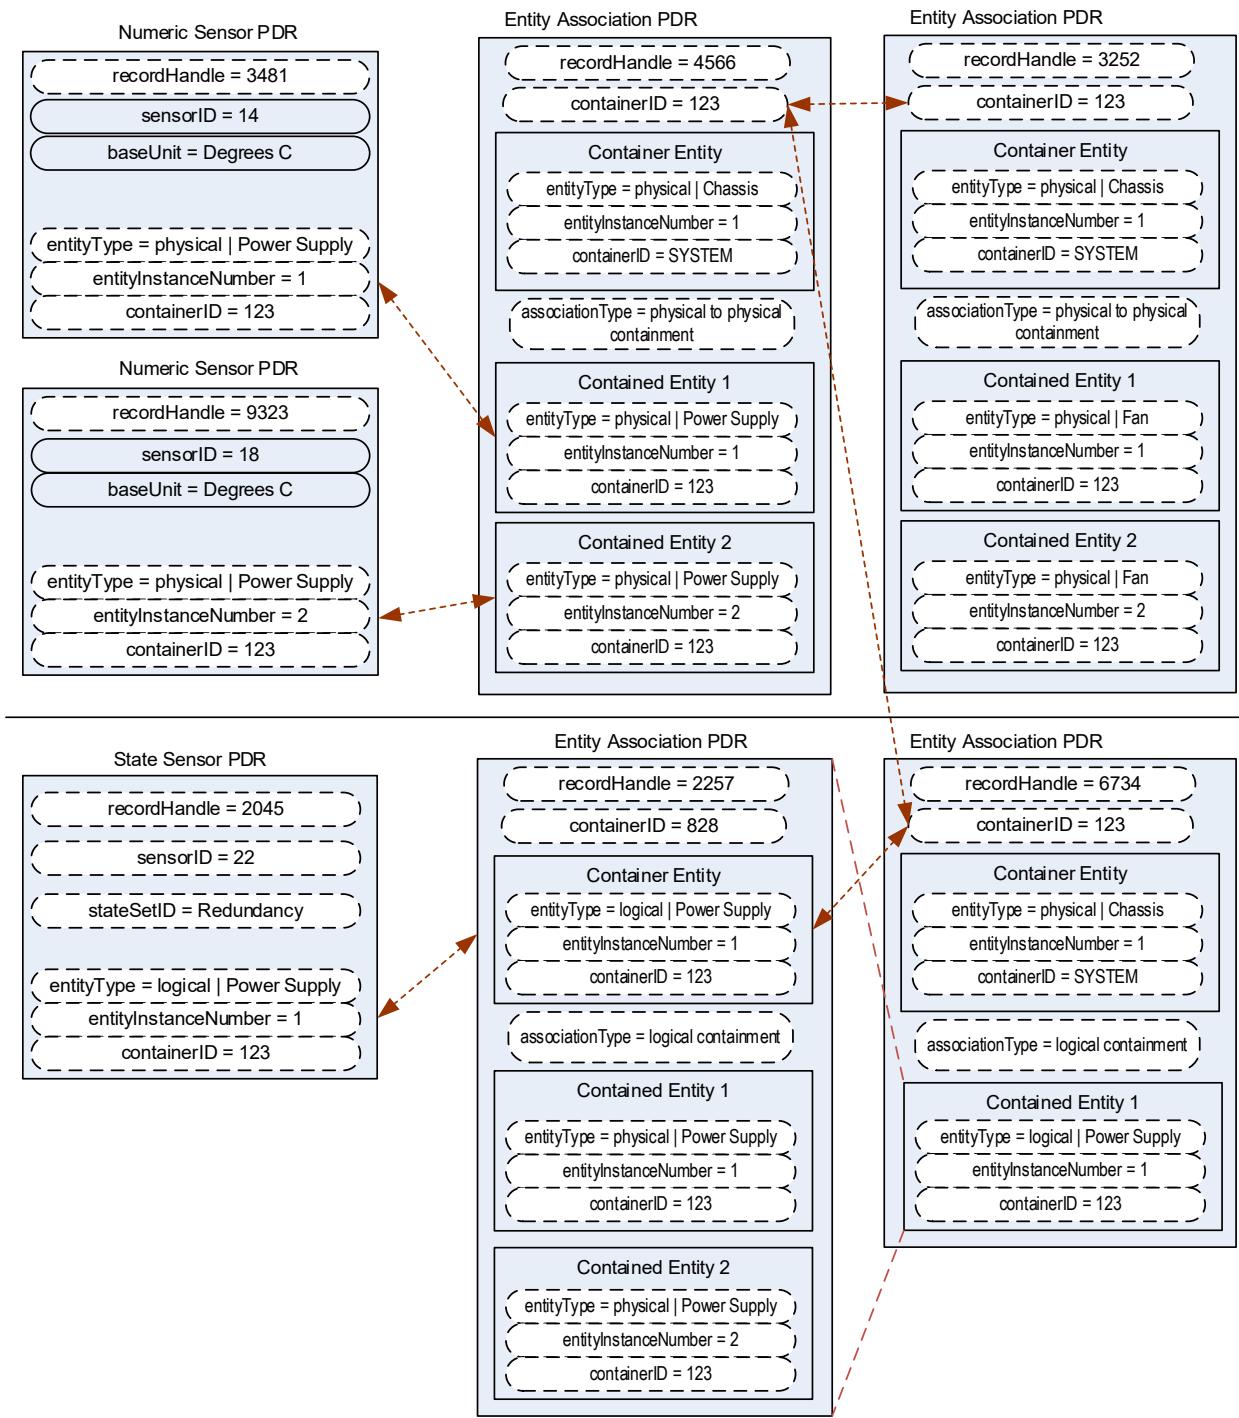 Numeric Sensor PDR
recordHandle = 3481
sensorID = 14
baseUnit = Degrees C
entityType = physical | Power Supply
entityInstanceNumber = 1
containerID = 123
Numeric Sensor PDR
recordHandle = 9323
sensorID = 18
baseUnit = Degrees C
entityType = physical | Power Supply
entityInstanceNumber = 2
containerID = 123
Entity Association PDR
recordHandle = 4566
containerID = 123
Container Entity
entityType = physical | Chassis
entityInstanceNumber = 1
containerID = SYSTEM
associationType = physical to physical
containment
Contained Entity 1
entityType = physical | Power Supply
entityInstanceNumber = 1
containerID = 123
Contained Entity 2
entityType = physical | Power Supply
entityInstanceNumber = 2
containerID = 123
Entity Association PDR
recordHandle = 3252
containerID = 123
Container Entity
entityType = physical | Chassis
entityInstanceNumber = 1
containerID = SYSTEM
associationType = physical to physical
containment
Contained Entity 1
entityType = physical | Fan
entityInstanceNumber = 1
containerID = 123
Contained Entity 2
entityType = physical | Fan
entityInstanceNumber = 2
containerID = 123
State Sensor PDR
recordHandle = 2045
sensorID = 22
stateSetID = Redundancy
entityType = logical | Power Supply
entityInstanceNumber = 1
containerID = 123
Entity Association PDR
recordHandle = 2257
containerID = 828
Container Entity
entityType = logical | Power Supply
entityInstanceNumber = 1
containerID = 123
associationType = logical containment
Contained Entity 1
entityType = physical | Power Supply
entityInstanceNumber = 1
containerID = 123
Contained Entity 2
entityType = physical | Power Supply
entityInstanceNumber = 2
containerID = 123
Entity Association PDR
recordHandle = 6734
containerID = 123
Container Entity
entityType = physical | Chassis
entityInstanceNumber = 1
containerID = SYSTEM
associationType = logical containment
Contained Entity 1
entityType = logical | Power Supply
entityInstanceNumber = 1
containerID = 123